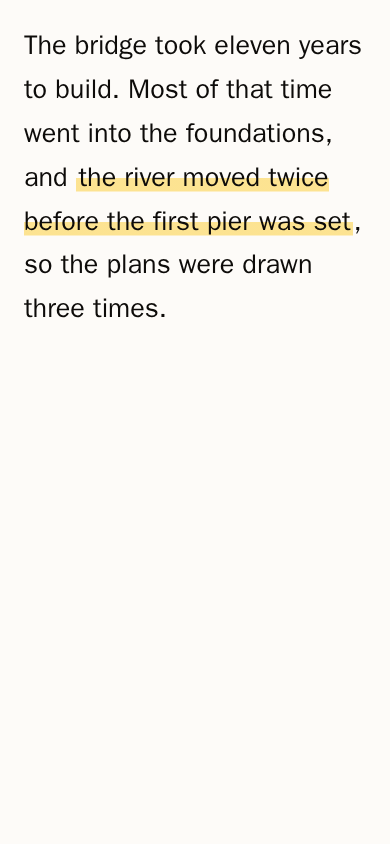 The bridge took eleven years
to build. Most of that time
went into the foundations,
and the river moved twice
before the first pier was set,
so the plans were drawn
three times.